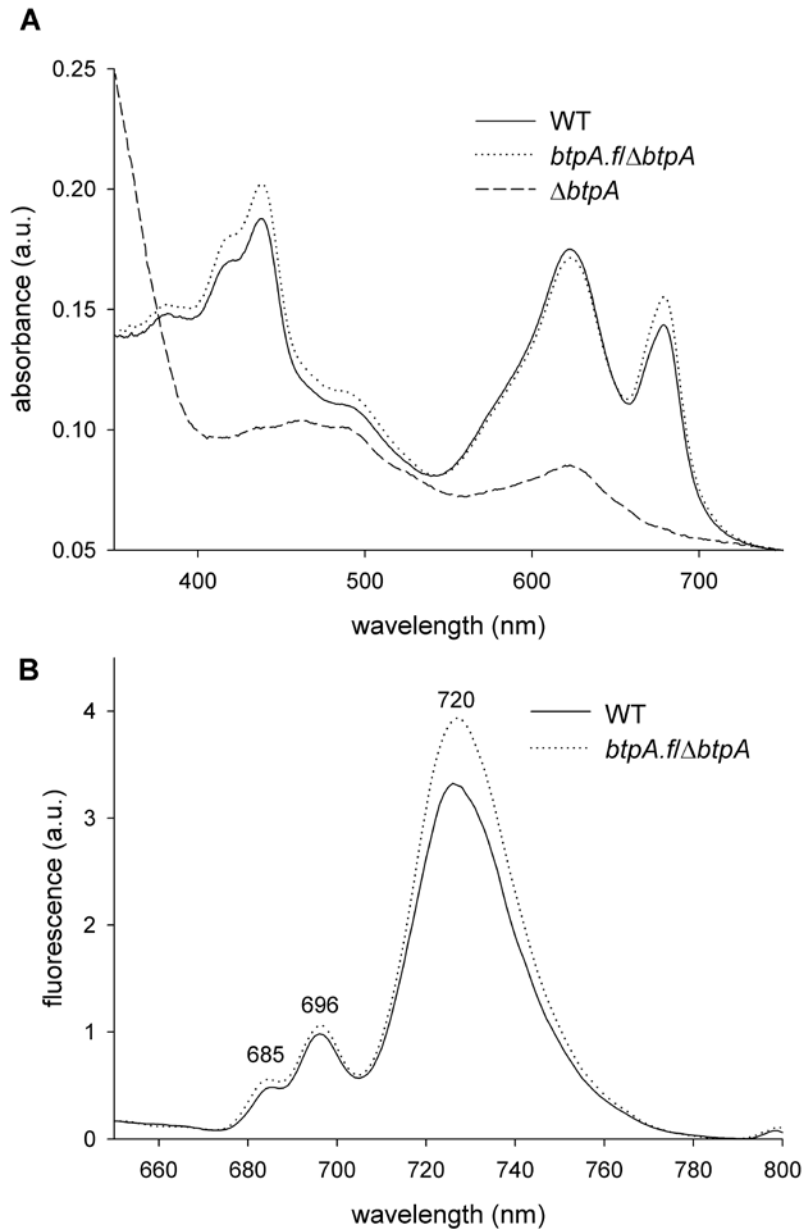 A
0.25
0.20
0.15
0.10
0.05
absorbance (a.u.)
WT
btpA.f/ΔbtpA
ΔbtpA
400 500 600 700
wavelength (nm)
B
4
3
2
1
0
fluorescence (a.u.)
720
696
685
WT
btpA.f/ΔbtpA
660 680 700 720 740 760 780 800
wavelength (nm)